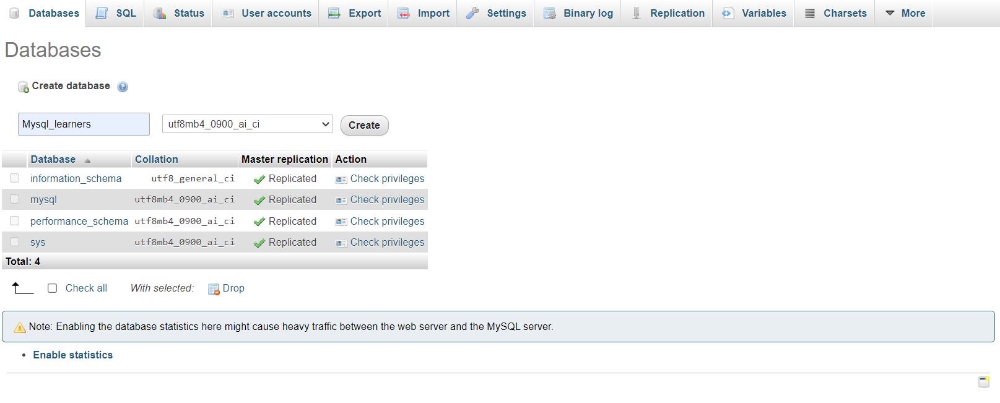 Databases SQL Status User accounts Export Import Settings Binary log Replication Variables Charsets More
Databases
Create database
Mysql_learners utf8mb4_0900_ai_ci Create
Database Collation Master replication Action
information_schema utf8_general_ci Replicated Check privileges
mysql utf8mb4_0900_ai_ci Replicated Check privileges
performance_schema utf8mb4_0900_ai_ci Replicated Check privileges
sys utf8mb4_0900_ai_ci Replicated Check privileges
Total: 4
Check all With selected: Drop
Note: Enabling the database statistics here might cause heavy traffic between the web server and the MySQL server.
• Enable statistics